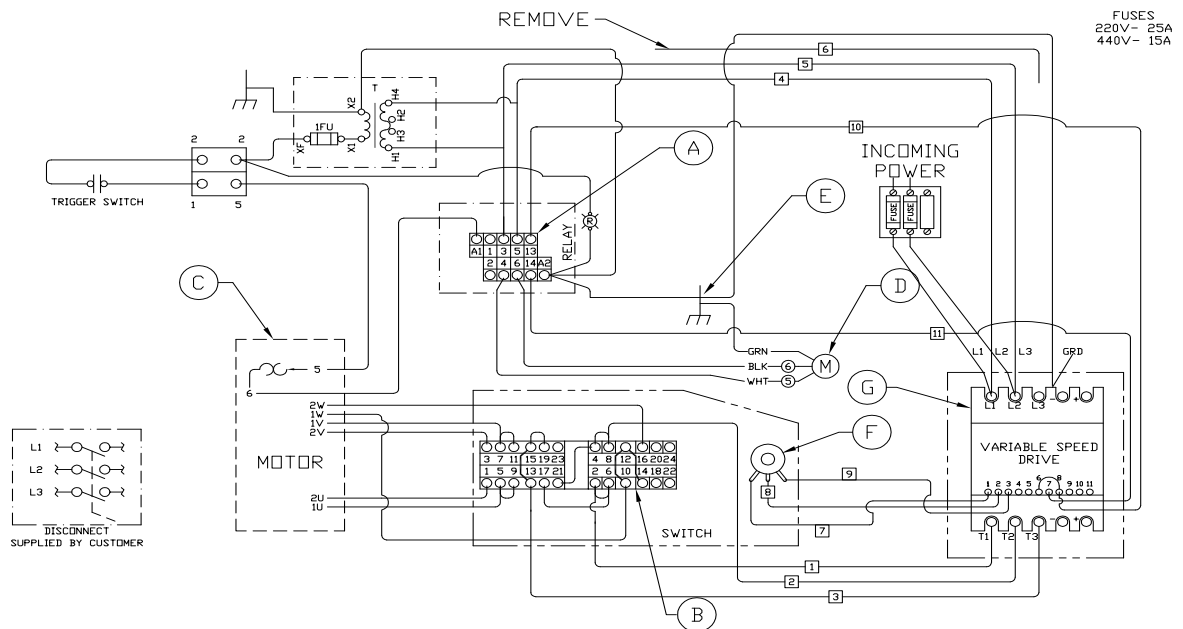 REMOVE
FUSES
220V- 25A
440V- 15A
6
5
4
X2
T
H4
H2
H3
H1
1FU
XF
X1
2 2
1 5
TRIGGER SWITCH
10
A
INCOMING
POWER
FUSE FUSE
E
RELAY
R
A1 1 3 5 13
2 4 6 14 A2
C
D
11
5
6
GRN
BLK 6
WHT 5
M
L1 L2 L3 GRD
G
L1 L2 L3 - +
VARIABLE SPEED
DRIVE
1 2 3 4 5 6 7 8 9 10 11
- +
T1 T2 T3
2W
1W
1V
2V
MOTOR
2U
1U
3 7 11 15 19 23
1 5 9 13 17 21
4 8 12 16 20 24
2 6 10 14 18 22
F
8
9
7
SWITCH
L1
L2
L3
DISCONNECT
SUPPLIED BY CUSTOMER
1
2
3
B